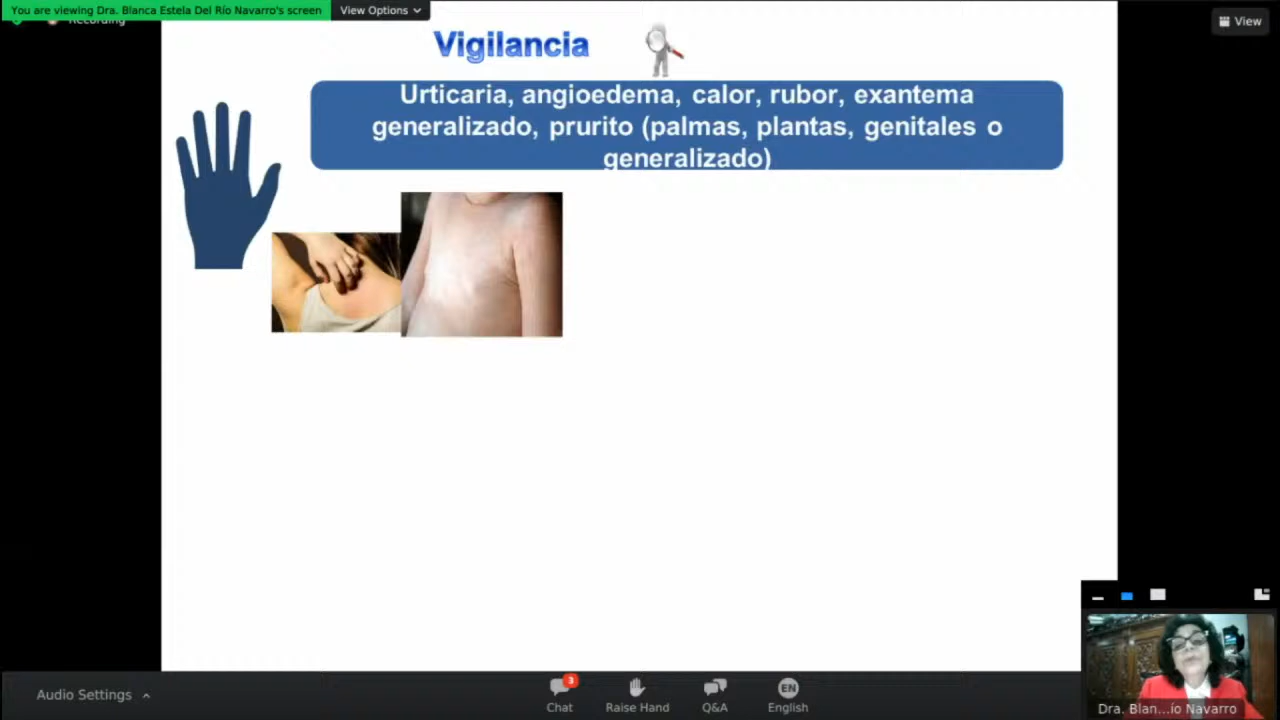 You are viewing Dra. Blanca Estela Del Río Navarro's screen
View Options
Recording
View
Vigilancia
Urticaria, angioedema, calor, rubor, exantema
generalizado, prurito (palmas, plantas, genitales o
generalizado)
Audio Settings
3
Chat
Raise Hand
Q&A
EN
English
Dra. Blan...ío Navarro